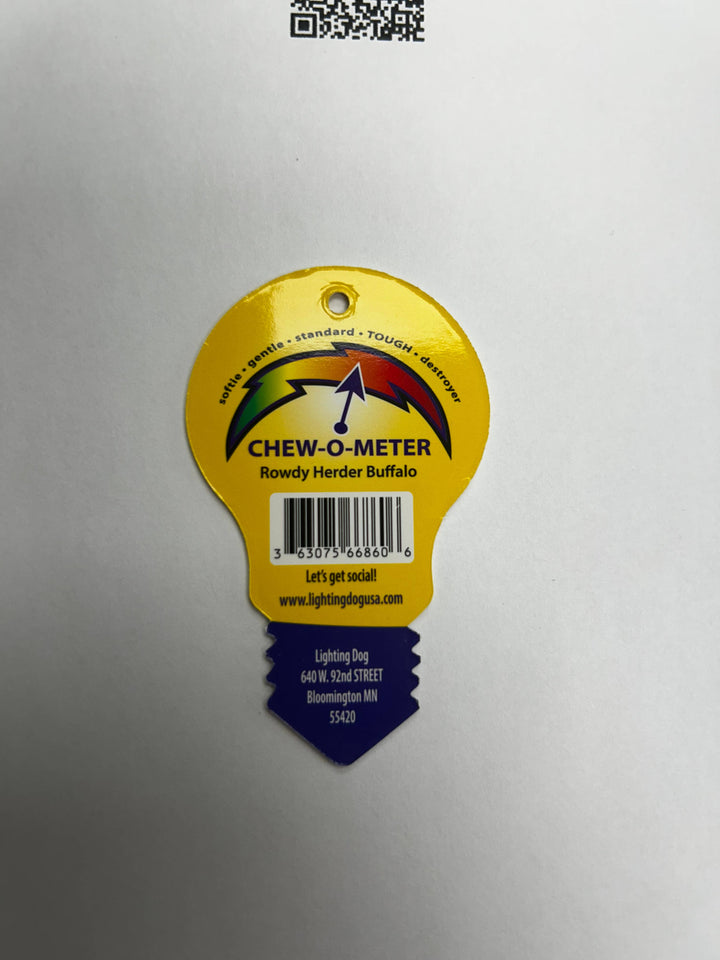 softie • gentle • standard • TOUGH • destroyer
CHEW-O-METER
Rowdy Herder Buffalo
3 63075 66860 6
Let's get social!
www.lightingdogusa.com
Lighting Dog
640 W. 92nd STREET
Bloomington MN
55420